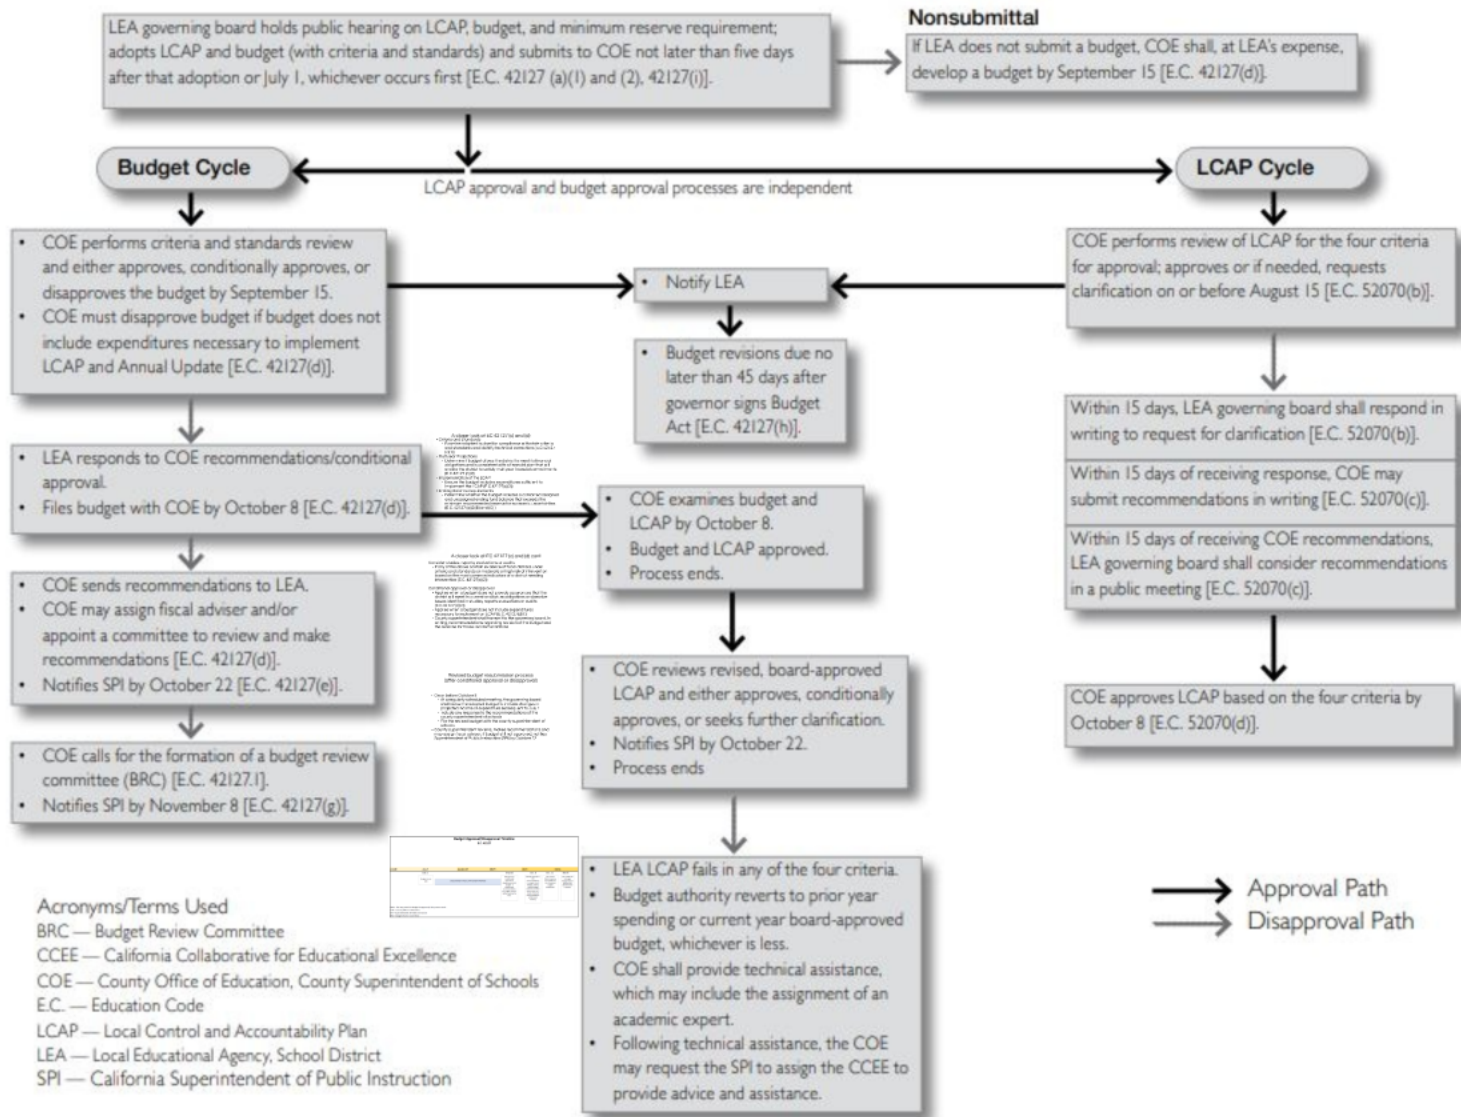 LEA governing board holds public hearing on LCAP, budget, and minimum reserve requirement;
adopts LCAP and budget (with criteria and standards) and submits to COE not later than five days
after that adoption or July 1, whichever occurs first [E.C. 42127 (a)(1) and (2), 42127(i)].
Nonsubmittal
If LEA does not submit a budget, COE shall, at LEA's expense,
develop a budget by September 15 [E.C. 42127(d)].
Budget Cycle
LCAP approval and budget approval processes are independent
LCAP Cycle
• COE performs criteria and standards review
and either approves, conditionally approves, or
disapproves the budget by September 15.
• COE must disapprove budget if budget does not
include expenditures necessary to implement
LCAP and Annual Update [E.C. 42127(d)].
• Notify LEA
COE performs review of LCAP for the four criteria
for approval; approves or if needed, requests
clarification on or before August 15 [E.C. 52070(b)].
• Budget revisions due no
later than 45 days after
governor signs Budget
Act [E.C. 42127(h)].
Within 15 days, LEA governing board shall respond in
writing to request for clarification [E.C. 52070(b)].
Within 15 days of receiving response, COE may
submit recommendations in writing [E.C. 52070(c)].
Within 15 days of receiving COE recommendations,
LEA governing board shall consider recommendations
in a public meeting [E.C. 52070(c)].
• LEA responds to COE recommendations/conditional
approval.
• Files budget with COE by October 8 [E.C. 42127(d)].
• COE examines budget and
LCAP by October 8.
• Budget and LCAP approved.
• Process ends.
• COE sends recommendations to LEA.
• COE may assign fiscal adviser and/or
appoint a committee to review and make
recommendations [E.C. 42127(d)].
• Notifies SPI by October 22 [E.C. 42127(e)].
• COE reviews revised, board-approved
LCAP and either approves, conditionally
approves, or seeks further clarification.
• Notifies SPI by October 22.
• Process ends
COE approves LCAP based on the four criteria by
October 8 [E.C. 52070(d)].
• COE calls for the formation of a budget review
committee (BRC) [E.C. 42127.1].
• Notifies SPI by November 8 [E.C. 42127(g)].
• LEA LCAP fails in any of the four criteria.
• Budget authority reverts to prior year
spending or current year board-approved
budget, whichever is less.
• COE shall provide technical assistance,
which may include the assignment of an
academic expert.
• Following technical assistance, the COE
may request the SPI to assign the CCEE to
provide advice and assistance.
Approval Path
Disapproval Path
Acronyms/Terms Used
BRC — Budget Review Committee
CCEE — California Collaborative for Educational Excellence
COE — County Office of Education, County Superintendent of Schools
E.C. — Education Code
LCAP — Local Control and Accountability Plan
LEA — Local Educational Agency, School District
SPI — California Superintendent of Public Instruction